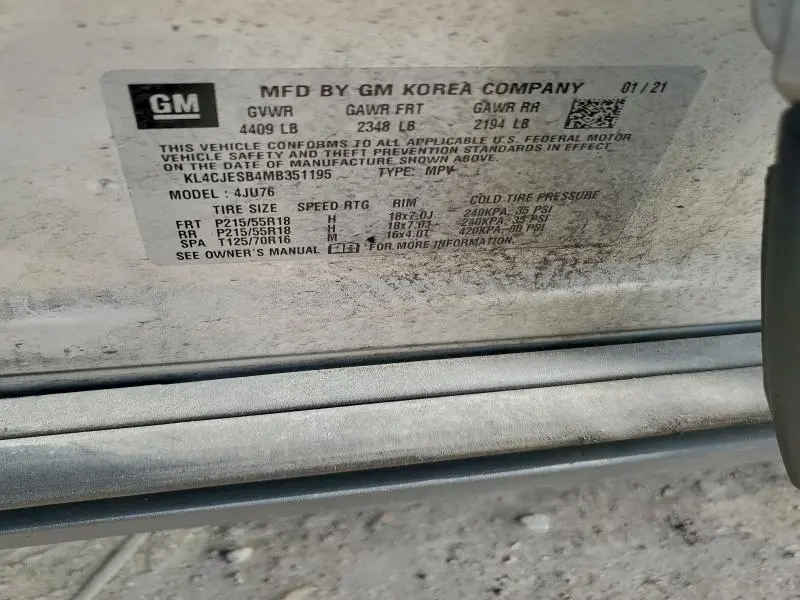 GM
MFD BY GM KOREA COMPANY 01/21
GVWR GAWR FRT GAWR RR
4409 LB 2348 LB 2194 LB
THIS VEHICLE CONFORMS TO ALL APPLICABLE U.S. FEDERAL MOTOR
VEHICLE SAFETY AND THEFT PREVENTION STANDARDS IN EFFECT
ON THE DATE OF MANUFACTURE SHOWN ABOVE
KL4CJESB4MB351195 TYPE: MPV
MODEL: 4JU76
TIRE SIZE SPEED RTG RIM COLD TIRE PRESSURE
FRT P215/55R18 H 18x7.0J 240KPA, 35 PSI
RR P215/55R18 H 18x7.0J 240KPA, 35 PSI
SPA T125/70R16 M 16x4.0T 420KPA, 60 PSI
SEE OWNER'S MANUAL FOR MORE INFORMATION.